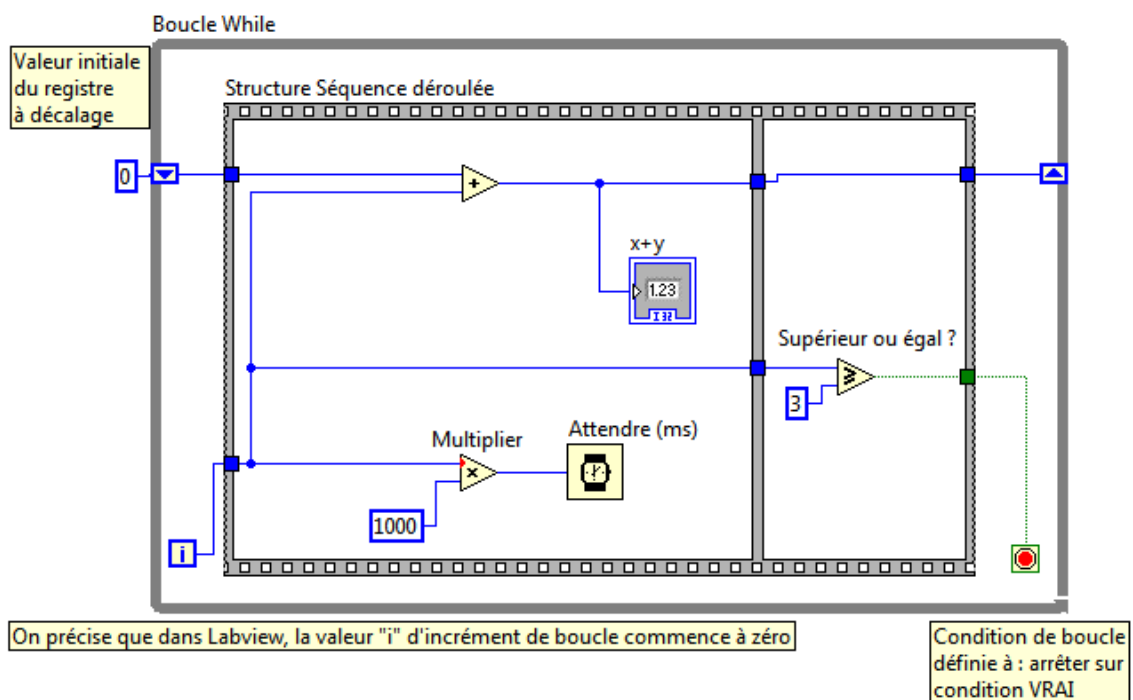 Boucle While
Valeur initiale
du registre
à décalage
Structure Séquence déroulée
0
+
x+y
1.23
I32
Supérieur ou égal ?
≥
3
Multiplier
Attendre (ms)
×
1000
i
On précise que dans Labview, la valeur "i" d'incrément de boucle commence à zéro
Condition de boucle
définie à : arrêter sur
condition VRAI